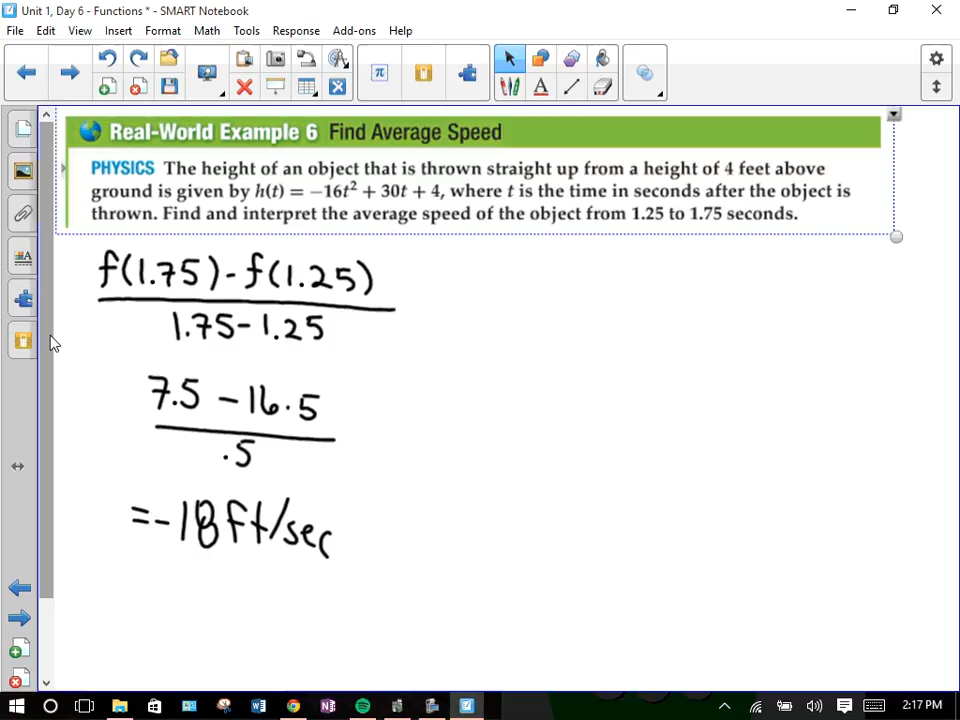 Unit 1, Day 6 - Functions * - SMART Notebook
File Edit View Insert Format Math Tools Response Add-ons Help
Real-World Example 6 Find Average Speed
PHYSICS The height of an object that is thrown straight up from a height of 4 feet above
ground is given by h(t) = −16t² + 30t + 4, where t is the time in seconds after the object is
thrown. Find and interpret the average speed of the object from 1.25 to 1.75 seconds.
f(1.75) - f(1.25)
1.75 - 1.25
7.5 - 16.5
.5
= -18 ft/sec
2:17 PM